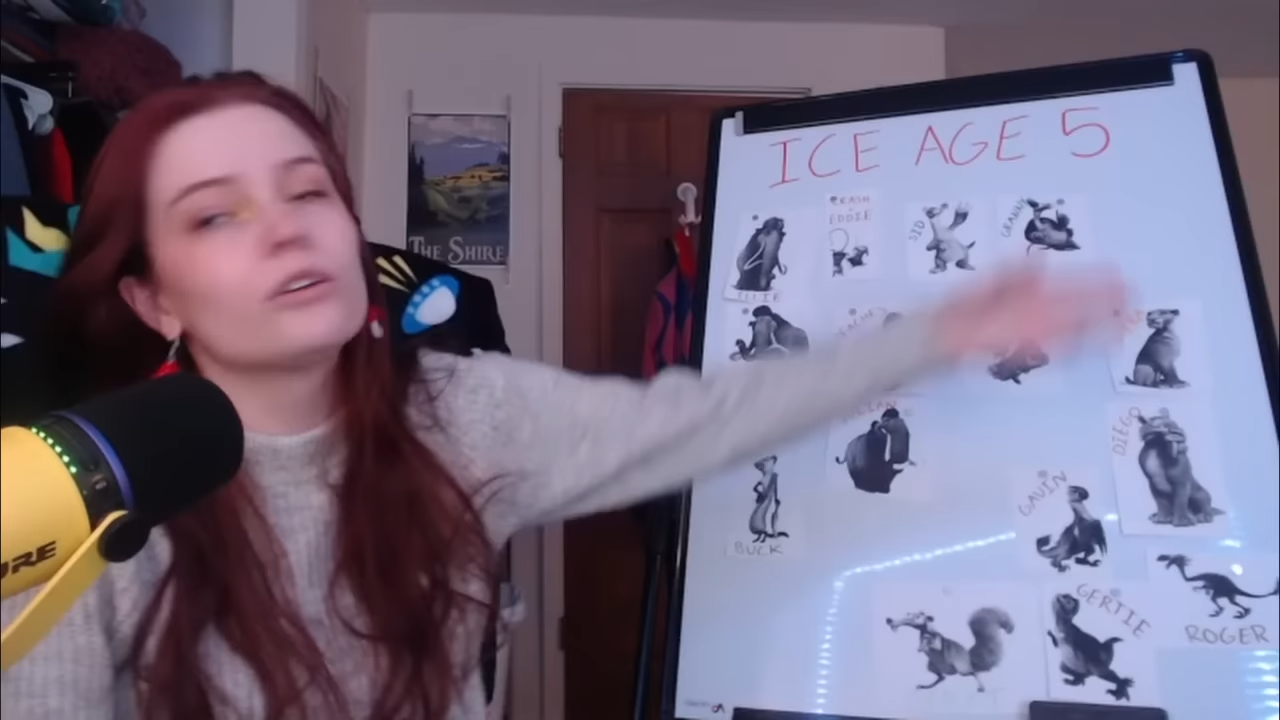 THE SHIRE
ICE AGE 5
CRASH
EDDIE
SID
GRANNY
DIEGO
GAVIN
BUCK
GERTIE
ROGER